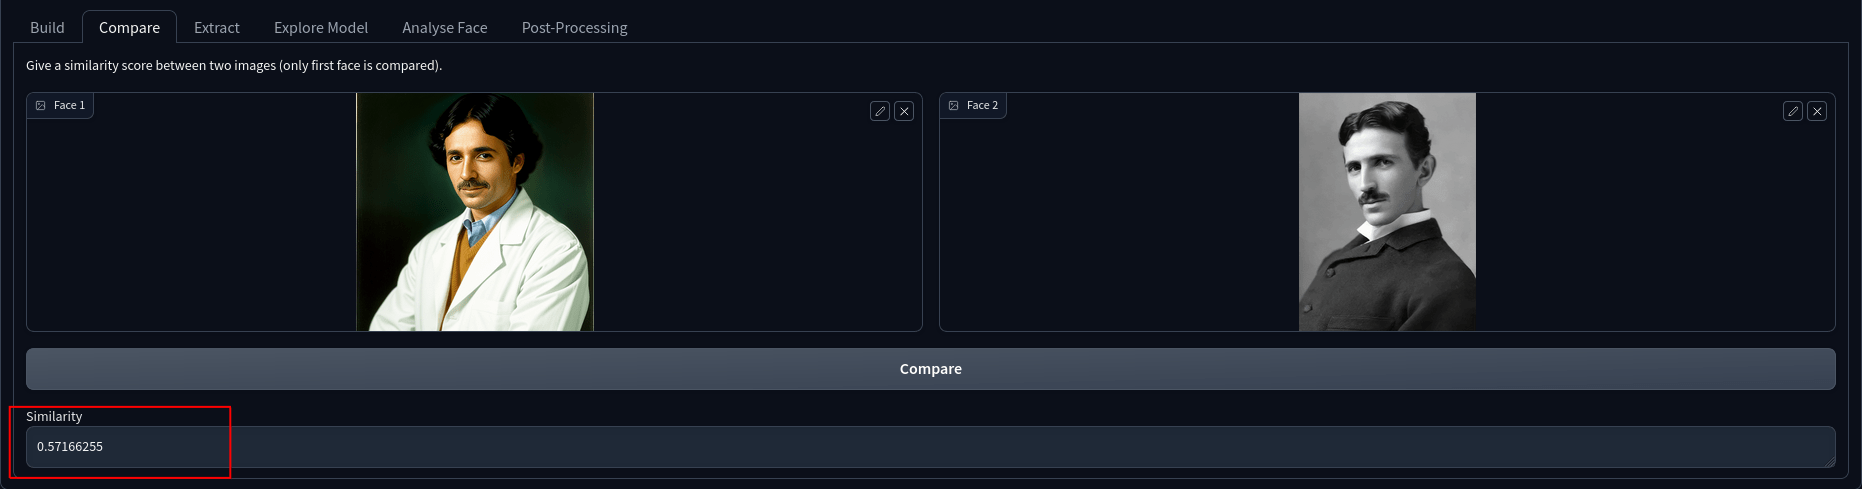 Build Compare Extract Explore Model Analyse Face Post-Processing
Give a similarity score between two images (only first face is compared).
Face 1 Face 2
Compare
Similarity
0.57166255